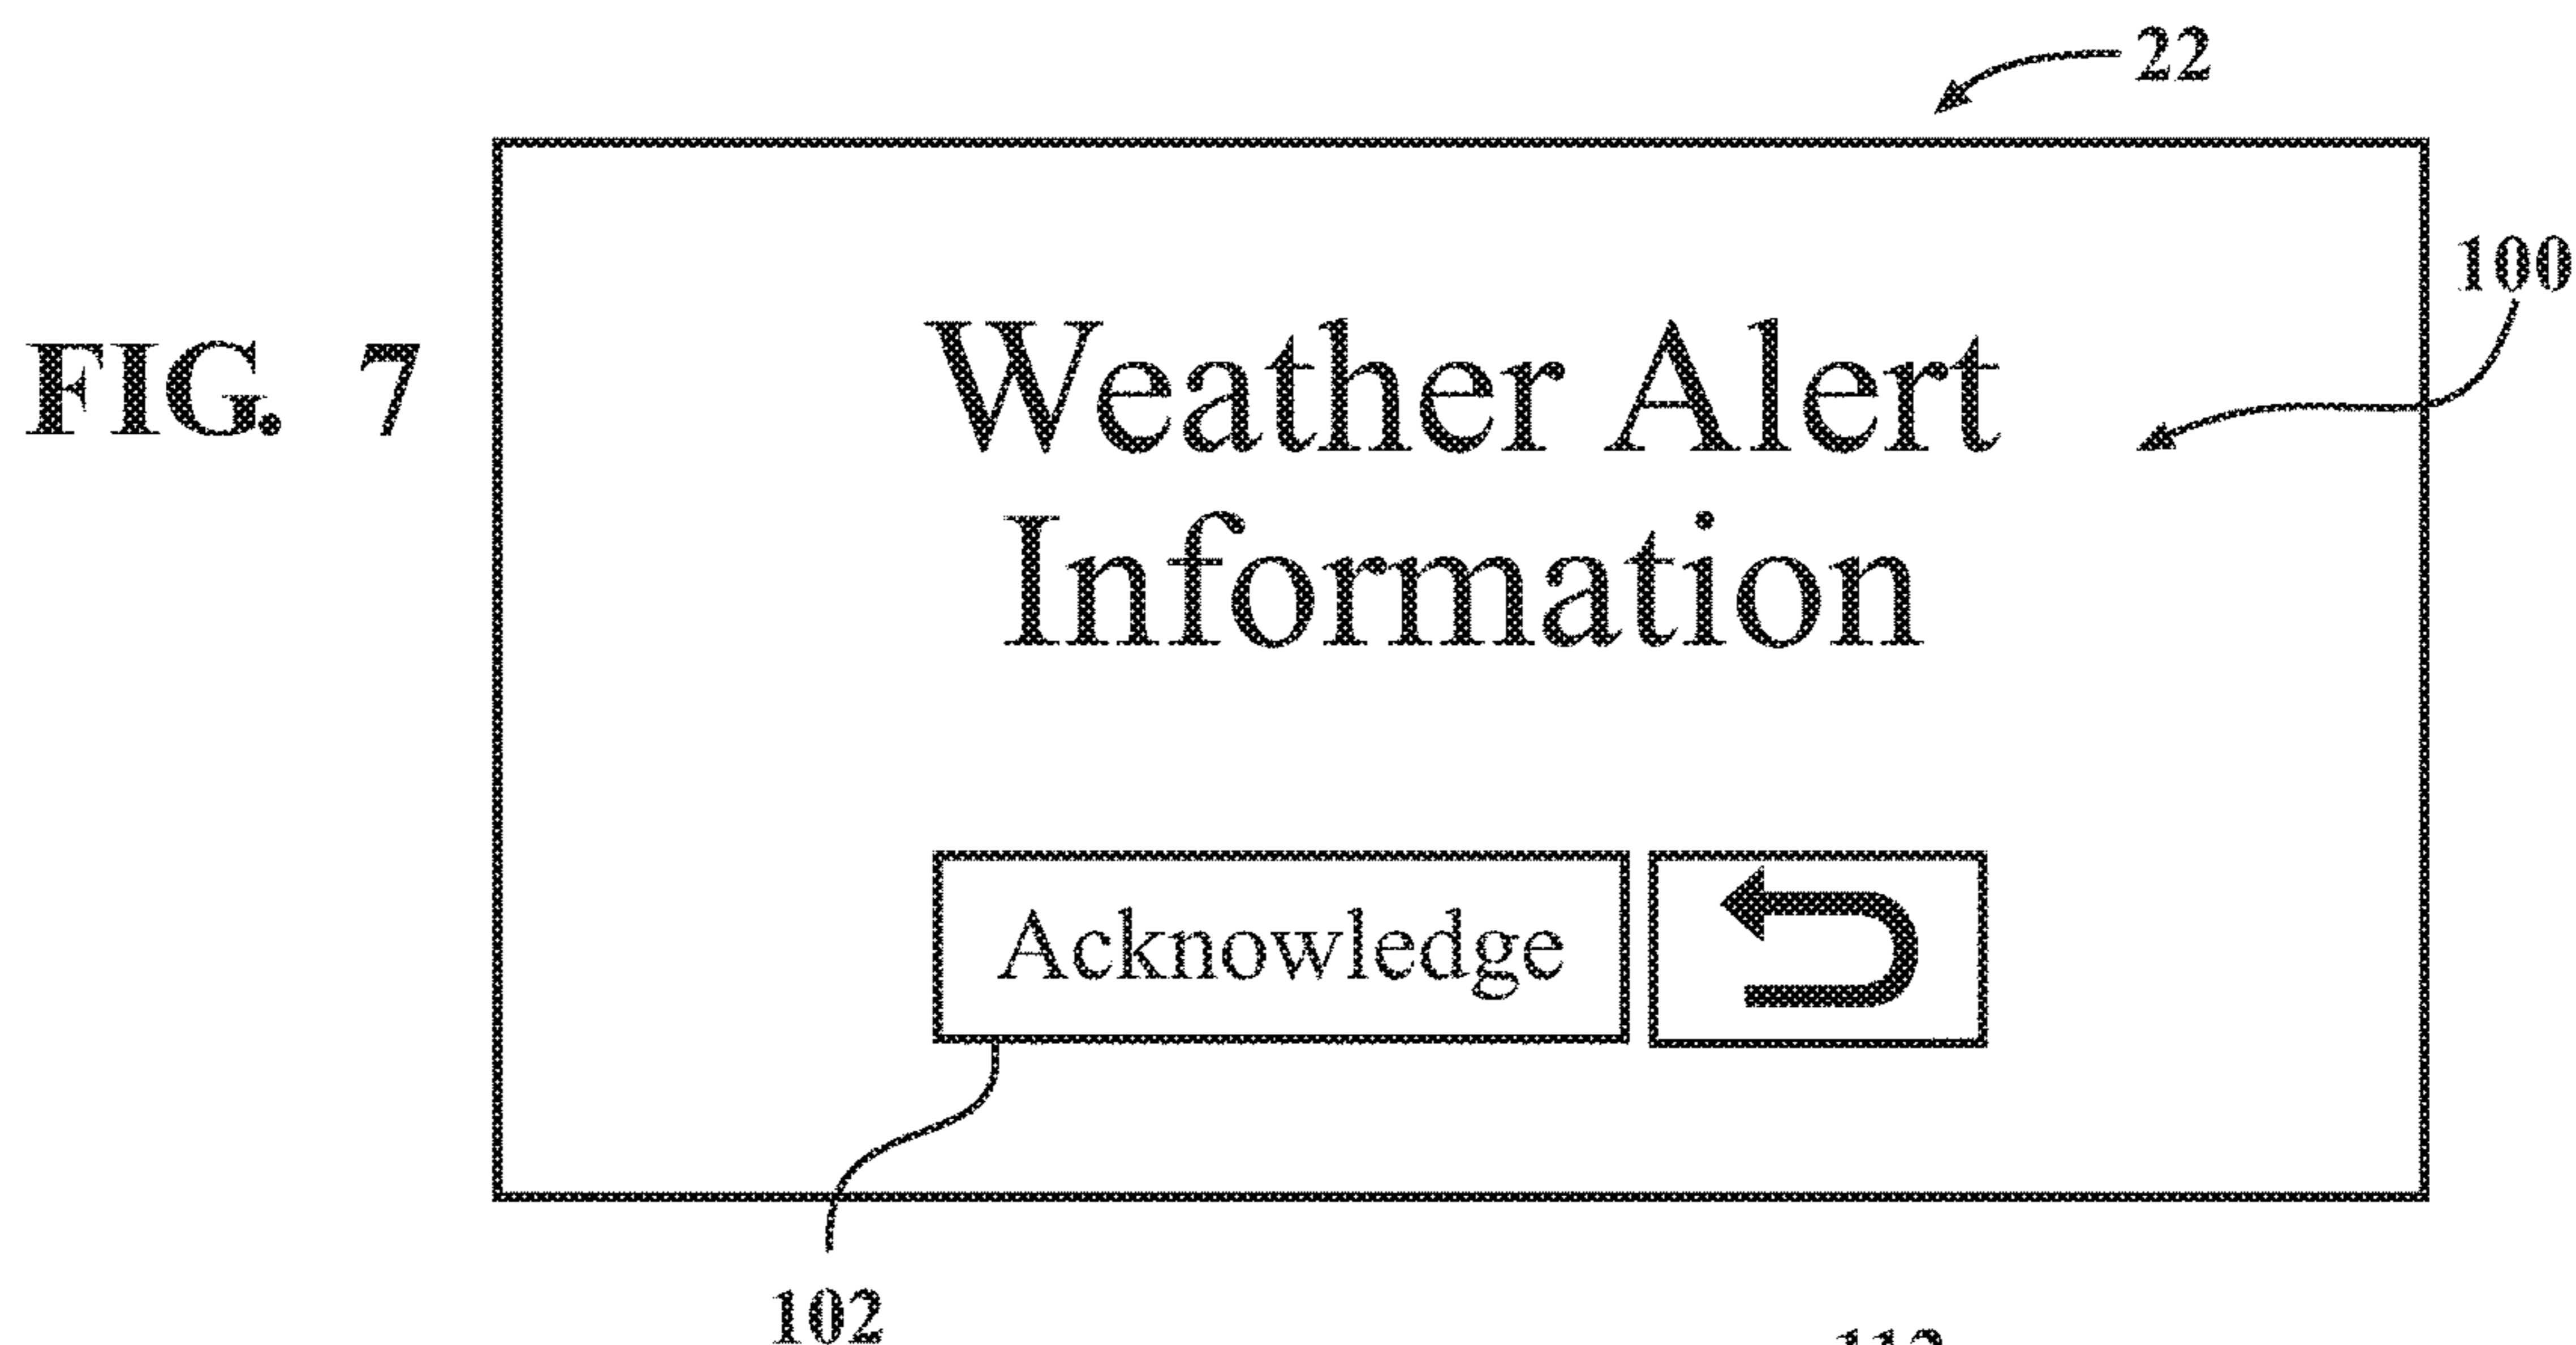 22
100
FIG. 7
Weather Alert
Information
Acknowledge
102